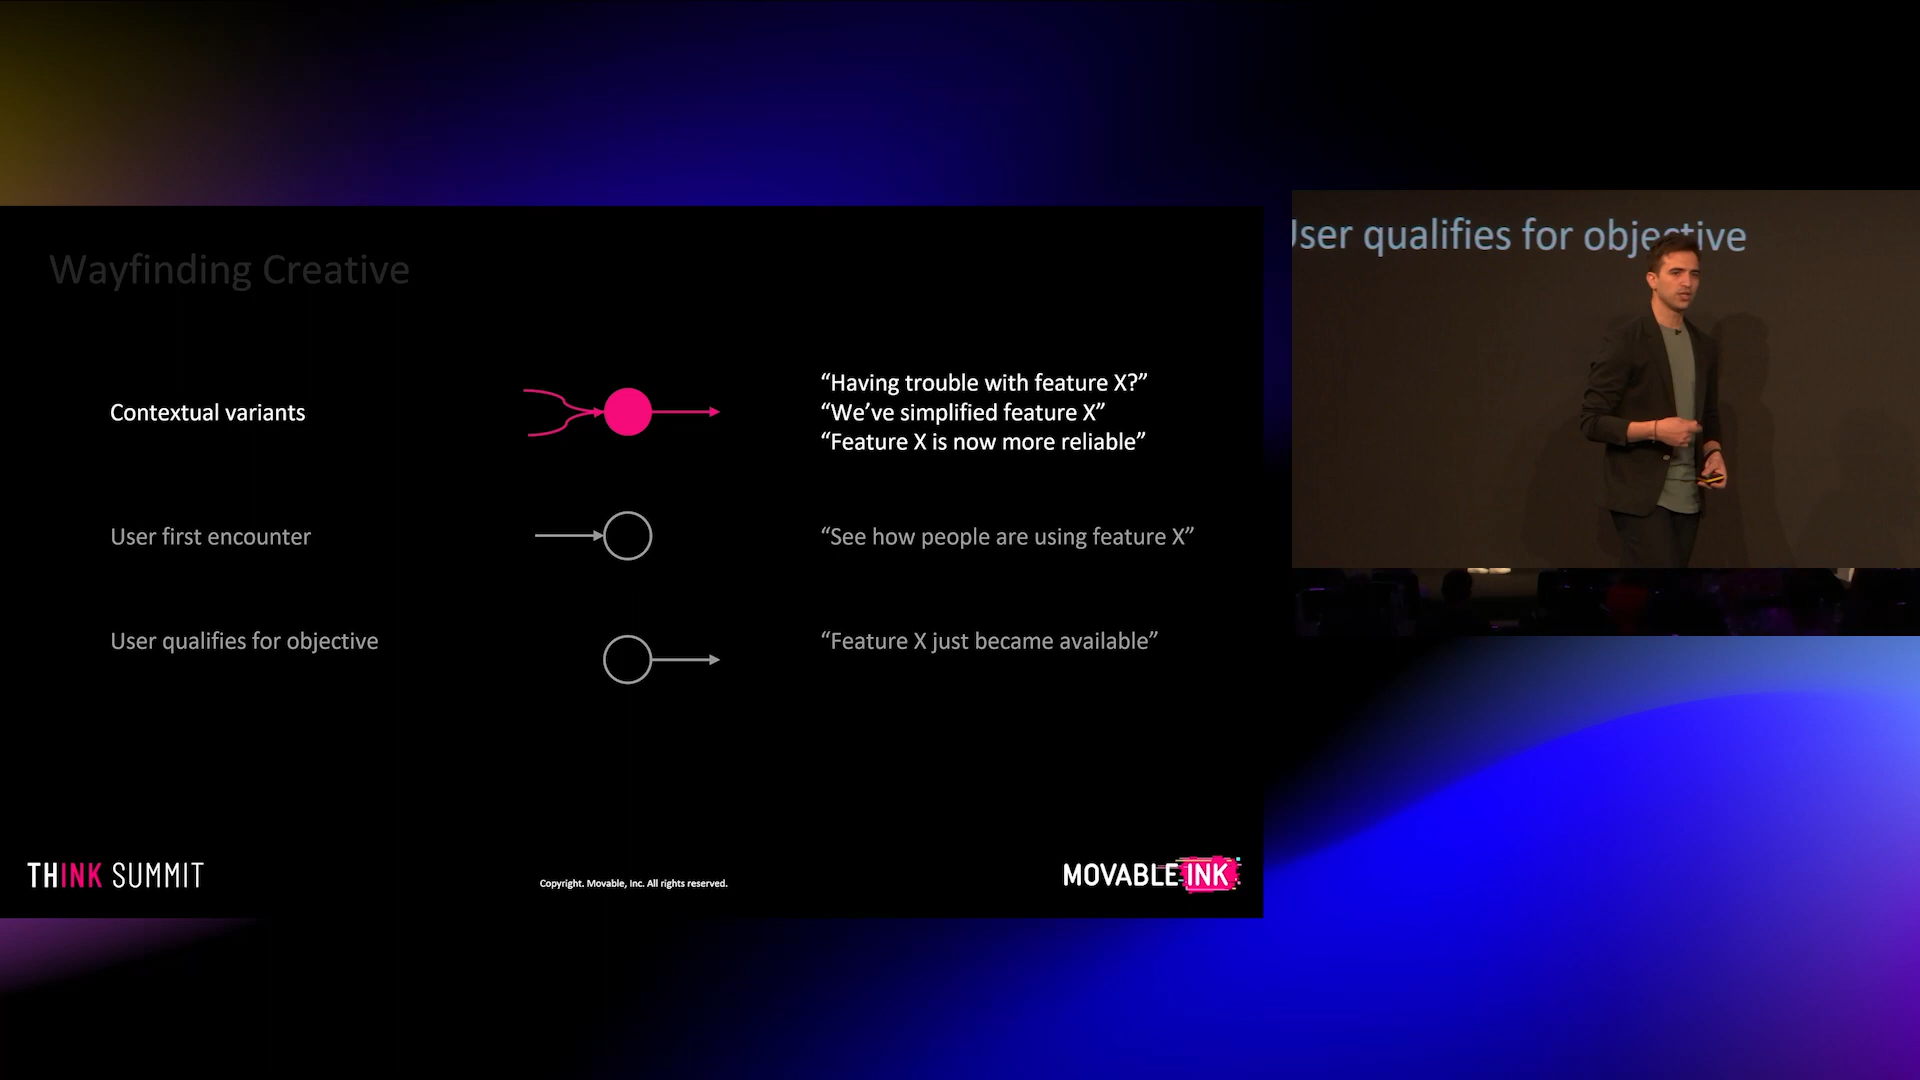 Wayfinding Creative
Contextual variants
“Having trouble with feature X?”
“We’ve simplified feature X”
“Feature X is now more reliable”
User first encounter
“See how people are using feature X”
User qualifies for objective
“Feature X just became available”
THINK SUMMIT
Copyright. Movable, Inc. All rights reserved.
MOVABLE INK
User qualifies for objective